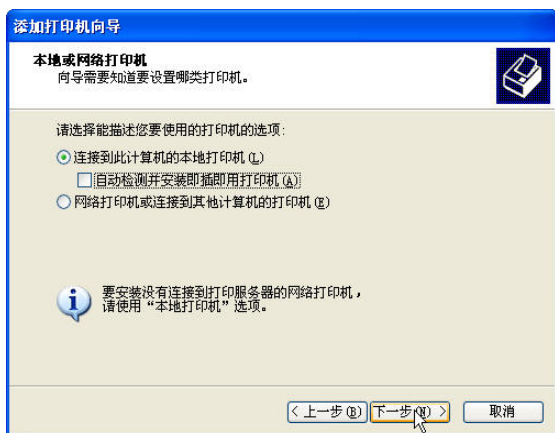 添加打印机向导
本地或网络打印机
向导需要知道要设置哪类打印机。
请选择能描述您要使用的打印机的选项:
连接到此计算机的本地打印机(L)
自动检测并安装即插即用打印机(A)
网络打印机或连接到其他计算机的打印机(E)
要安装没有连接到打印服务器的网络打印机，
请使用“本地打印机”选项。
< 上一步(B) 下一步(N) > 取消